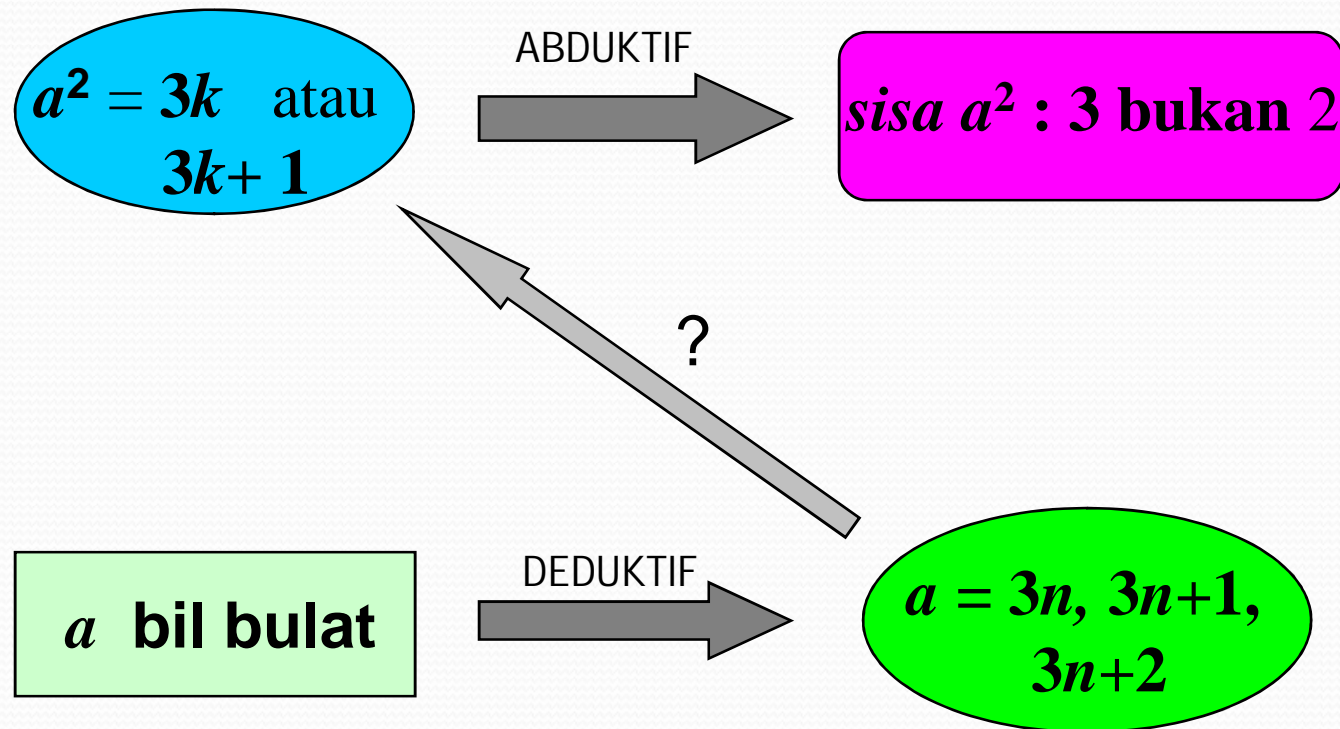 ABDUKTIF
a² = 3k atau
3k+ 1
sisa a² : 3 bukan 2
?
DEDUKTIF
a bil bulat
a = 3n, 3n+1,
3n+2